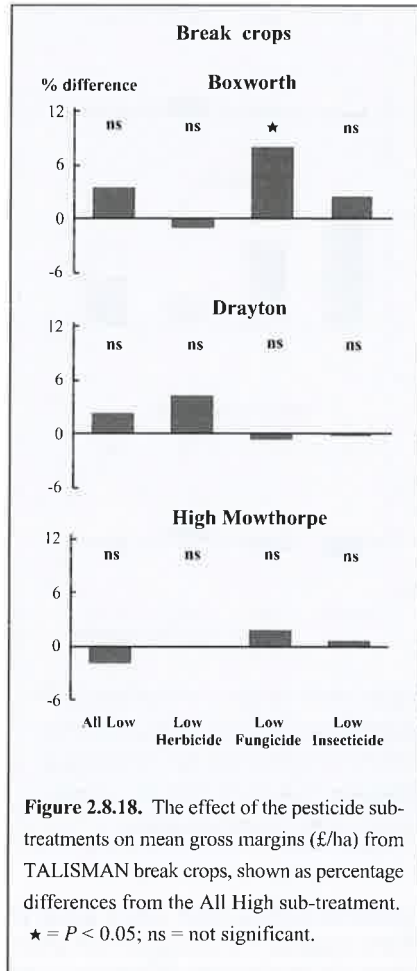 Break crops
% difference
Boxworth
12
6
0
-6
ns
ns
★
ns
Drayton
12
6
0
-6
ns
ns
ns
ns
High Mowthorpe
12
6
0
-6
ns
ns
ns
ns
All Low
Low Herbicide
Low Fungicide
Low Insecticide
Figure 2.8.18. The effect of the pesticide sub-
treatments on mean gross margins (£/ha) from
TALISMAN break crops, shown as percentage
differences from the All High sub-treatment.
★ = P < 0.05; ns = not significant.